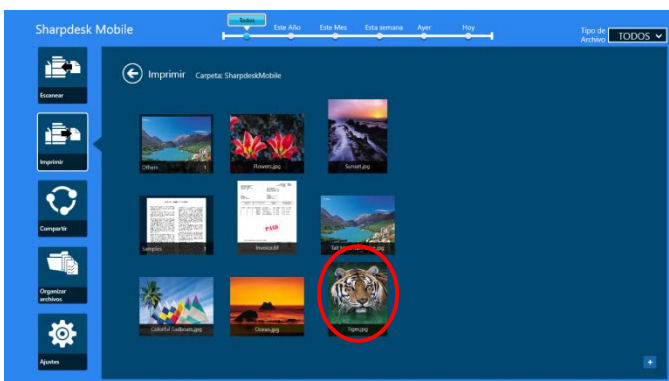 Sharpdesk Mobile
Todos
Este Año
Este Mes
Esta semana
Ayer
Hoy
Tipo de
Archivo
TODOS
Escanear
Imprimir
Compartir
Organizar
archivos
Ajustes
Imprimir
Carpeta: SharpdeskMobile
Others 1
Flowers.jpg
Sunset.jpg
Samples
Invoice.tif
PAID
Colorful Sailboats.jpg
Ocean.jpg
Tiger.jpg